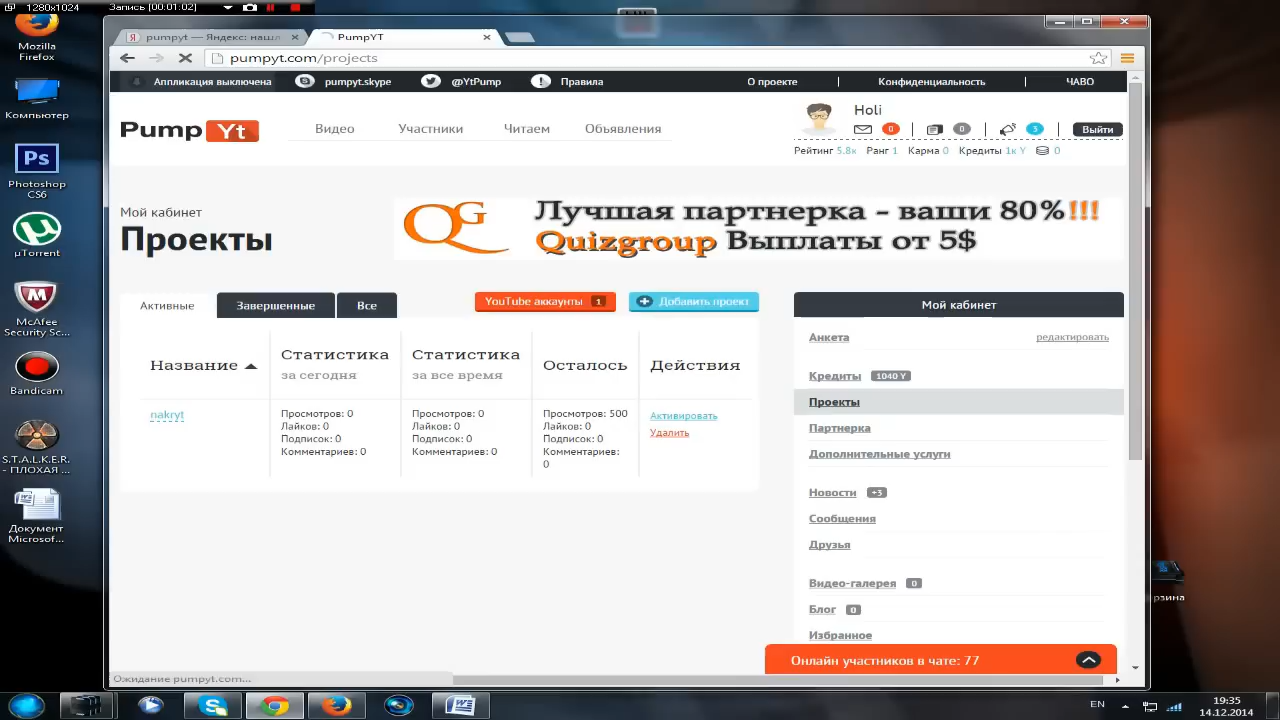 1280x1024
Запись [00:01:02]
Mozilla
Firefox
Компьютер
Ps
Photoshop
CS6
µTorrent
McAfee
Security Sc...
Bandicam
S.T.A.L.K.E.R.
- ПЛОХАЯ ...
Документ
Microsof...
pumpyt — Яндекс: наш
PumpYT
pumpyt.com/projects
Аппликация выключена
pumpyt.skype
@YtPump
Правила
О проекте
Конфиденциальность
ЧАВО
Pump Yt
Видео
Участники
Читаем
Объявления
Holi
0
0
3
Выйти
Рейтинг 5.8к Ранг 1 Карма 0 Кредиты 1к Y 0
Мой кабинет
Проекты
QG
Лучшая партнерка - ваши 80%!!!
Quizgroup Выплаты от 5$
Активные
Завершенные
Все
YouTube аккаунты 1
Добавить проект
Название
Статистика
за сегодня
Статистика
за все время
Осталось
Действия
nakryt
Просмотров: 0
Лайков: 0
Подписок: 0
Комментариев: 0
Просмотров: 0
Лайков: 0
Подписок: 0
Комментариев: 0
Просмотров: 500
Лайков: 0
Подписок: 0
Комментариев:
0
Активировать
Удалить
Мой кабинет
Анкета
редактировать
Кредиты 1040 Y
Проекты
Партнерка
Дополнительные услуги
Новости +3
Сообщения
Друзья
Видео-галерея 0
Блог 0
Избранное
Онлайн участников в чате: 77
Ожидание pumpyt.com...
EN
19:35
14.12.2014